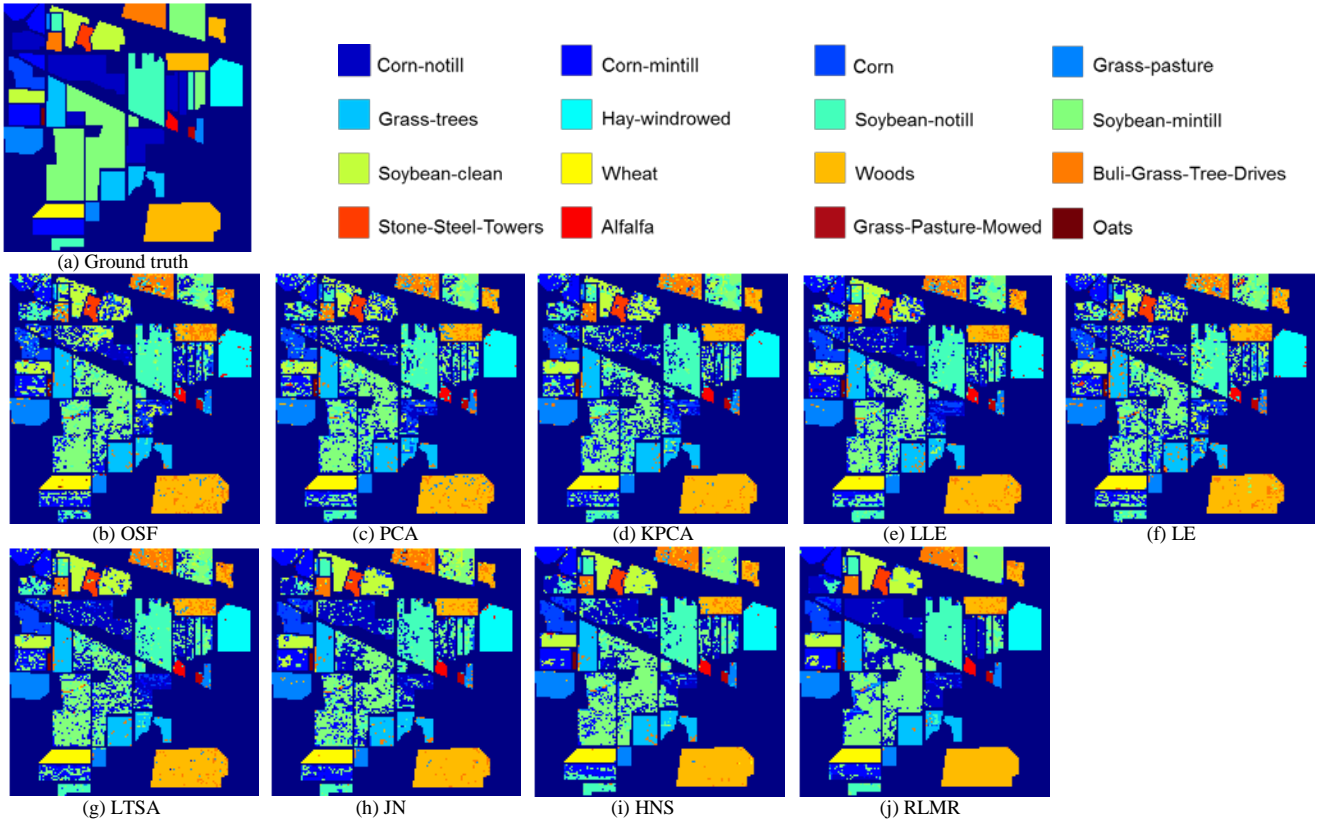 Corn-notill Corn-mintill Corn Grass-pasture
Grass-trees Hay-windrowed Soybean-notill Soybean-mintill
Soybean-clean Wheat Woods Buli-Grass-Tree-Drives
Stone-Steel-Towers Alfalfa Grass-Pasture-Mowed Oats
(a) Ground truth
(b) OSF (c) PCA (d) KPCA (e) LLE (f) LE
(g) LTSA (h) JN (i) HNS (j) RLMR